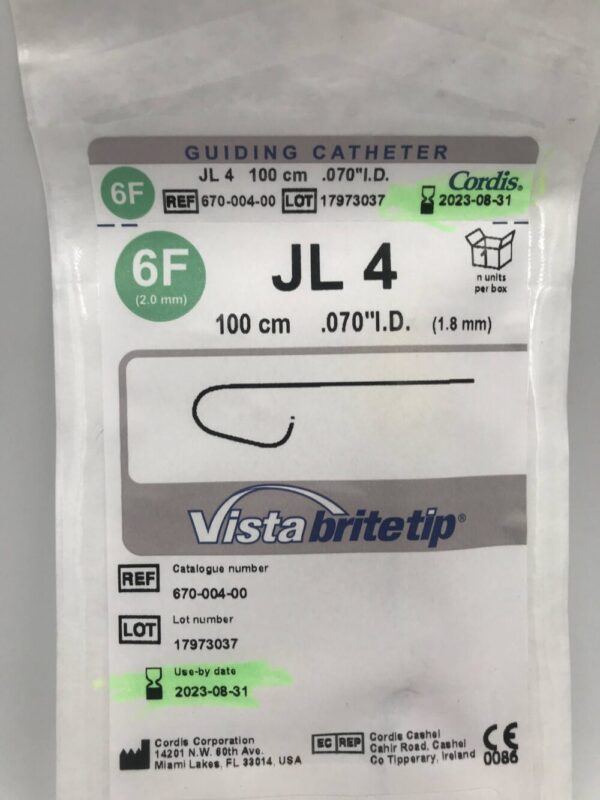 GUIDING CATHETER
6F
JL 4 100 cm .070"I.D.
Cordis®
REF 670-004-00 LOT 17973037 2023-08-31
6F
(2.0 mm)
JL 4
1
n units
per box
100 cm .070"I.D. (1.8 mm)
Vista brite tip®
REF Catalogue number
670-004-00
LOT Lot number
17973037
Use-by date
2023-08-31
Cordis Corporation
14201 N.W. 60th Ave.
Miami Lakes, FL 33014, USA
EC REP Cordis Cashel
Cahir Road, Cashel
Co Tipperary, Ireland
CE
0086